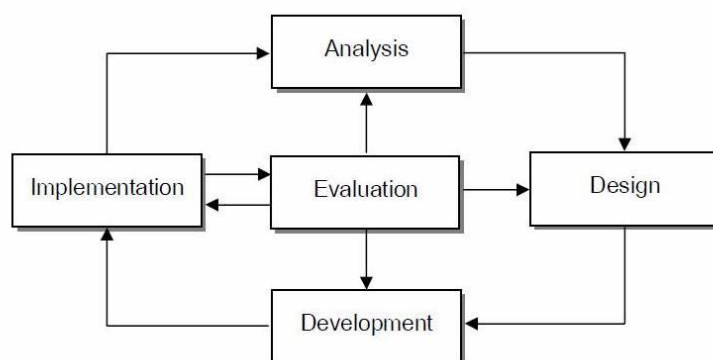 Analysis
Implementation
Evaluation
Design
Development